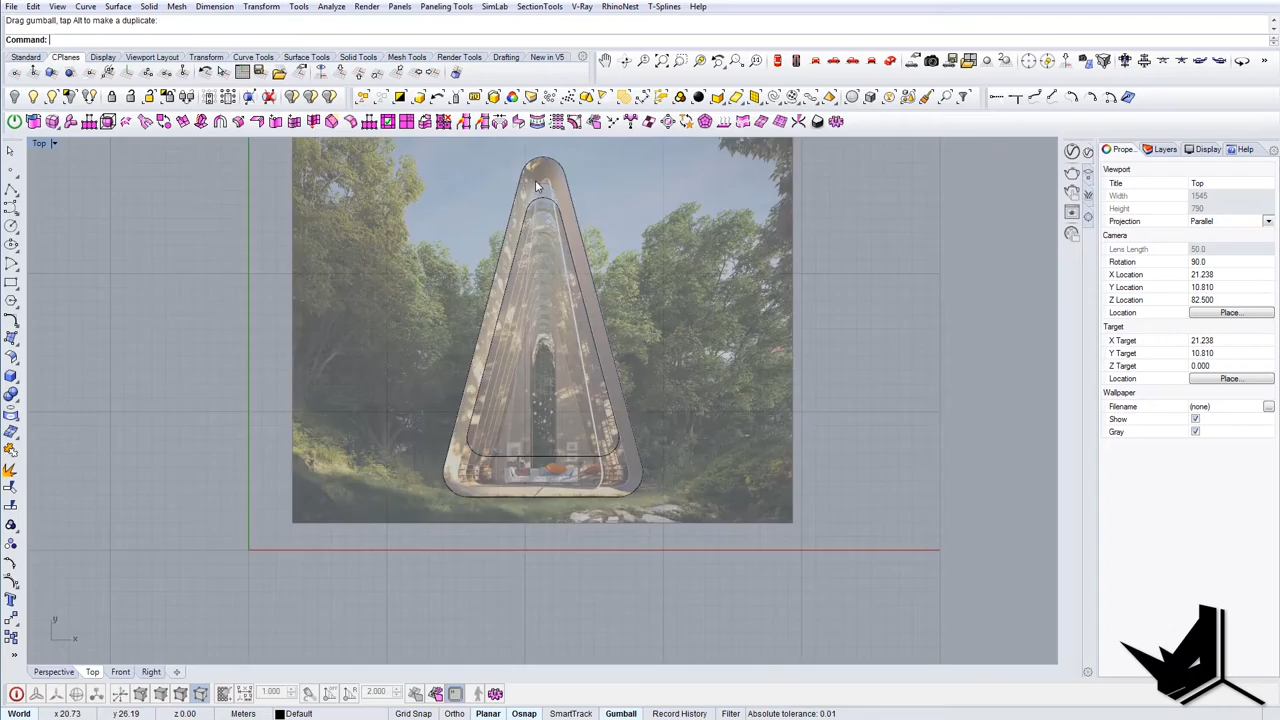 File Edit View Curve Surface Solid Mesh Dimension Transform Tools Analyze Render Panels Paneling Tools SimLab SectionTools V-Ray RhinoNest T-Splines Help
Drag gumball, tap Alt to make a duplicate:
Command:
Standard CPlanes Display Viewport Layout Transform Curve Tools Surface Tools Solid Tools Mesh Tools Render Tools Drafting New in V5
Top
Prope... Layers Display Help
Viewport
Title Top
Width 1545
Height 790
Projection Parallel
Camera
Lens Length 50.0
Rotation 90.0
X Location 21.238
Y Location 10.810
Z Location 82.500
Location Place...
Target
X Target 21.238
Y Target 10.810
Z Target 0.000
Location Place...
Wallpaper
Filename (none) ...
Show
Gray
y
x
Perspective Top Front Right
1.000 2.000
World x 20.73 y 26.19 z 0.00 Meters Default Grid Snap Ortho Planar Osnap SmartTrack Gumball Record History Filter Absolute tolerance: 0.01